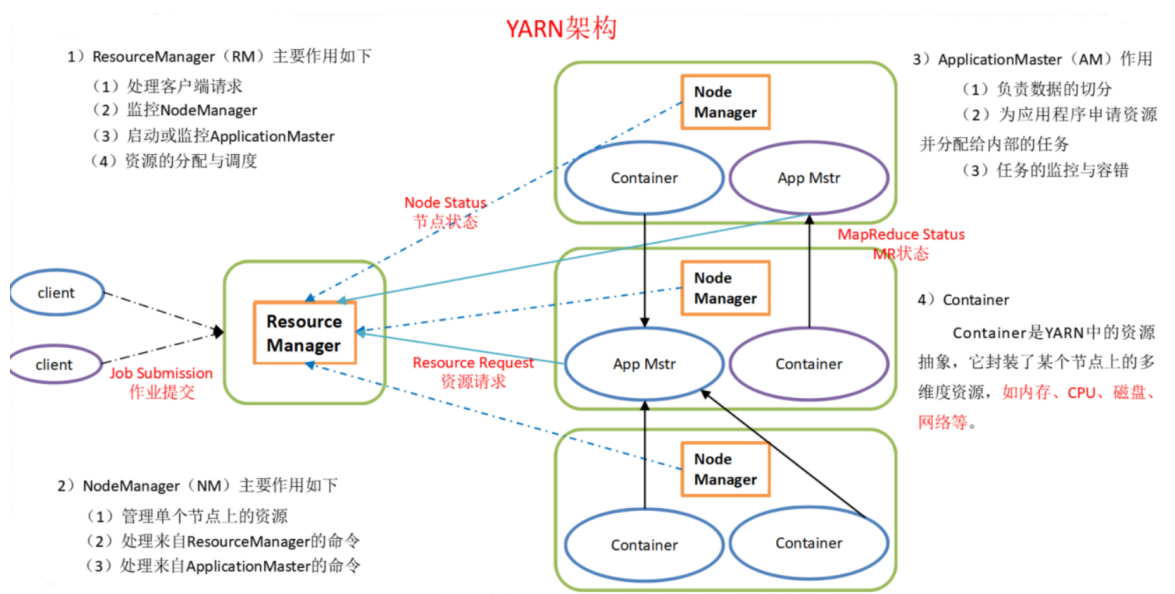 YARN架构
1）ResourceManager（RM）主要作用如下
（1）处理客户端请求
（2）监控NodeManager
（3）启动或监控ApplicationMaster
（4）资源的分配与调度
3）ApplicationMaster（AM）作用
（1）负责数据的切分
（2）为应用程序申请资源
并分配给内部的任务
（3）任务的监控与容错
Node
Manager
Container
App Mstr
Node Status
节点状态
MapReduce Status
MR状态
client
client
Job Submission
作业提交
Resource
Manager
Resource Request
资源请求
Node
Manager
App Mstr
Container
4）Container
Container是YARN中的资源
抽象，它封装了某个节点上的多
维度资源，如内存、CPU、磁盘、
网络等。
2）NodeManager（NM）主要作用如下
（1）管理单个节点上的资源
（2）处理来自ResourceManager的命令
（3）处理来自ApplicationMaster的命令
Node
Manager
Container
Container